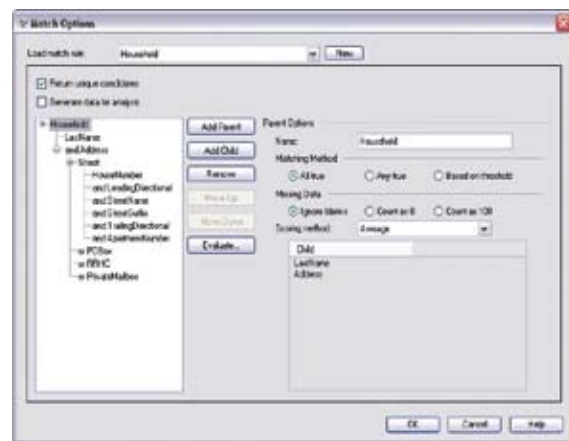 Match Options
Load match rule: Household New
Return unique candidates
Generate data for analysis
Household
LastName
and Address
Street
HouseNumber
and LeadingDirectional
and StreetName
and StreetSuffix
and TrailingDirectional
and ApartmentNumber
or POBox
or RRHC
or PrivateMailbox
Add Parent
Add Child
Remove
Move Up
Move Down
Evaluate...
Parent Options
Name: Household
Matching Method
All true Any true Based on threshold
Missing Data
Ignore blanks Count as 0 Count as 100
Scoring method: Average
Child
LastName
Address
OK Cancel Help